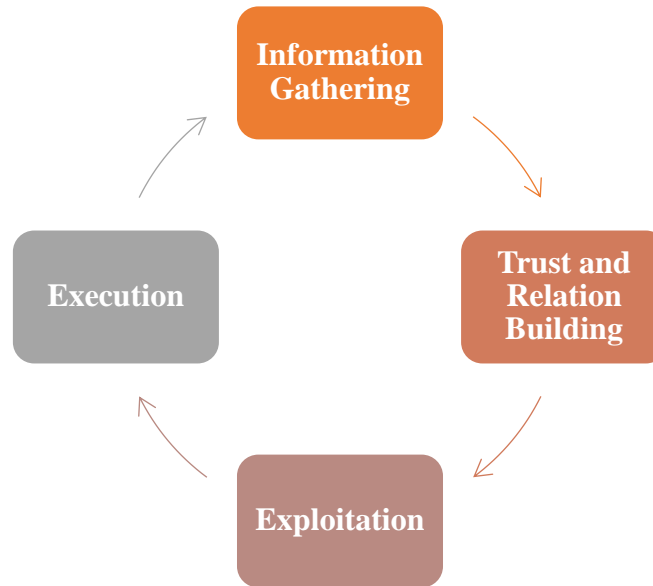 Information
Gathering
Trust and
Relation
Building
Exploitation
Execution